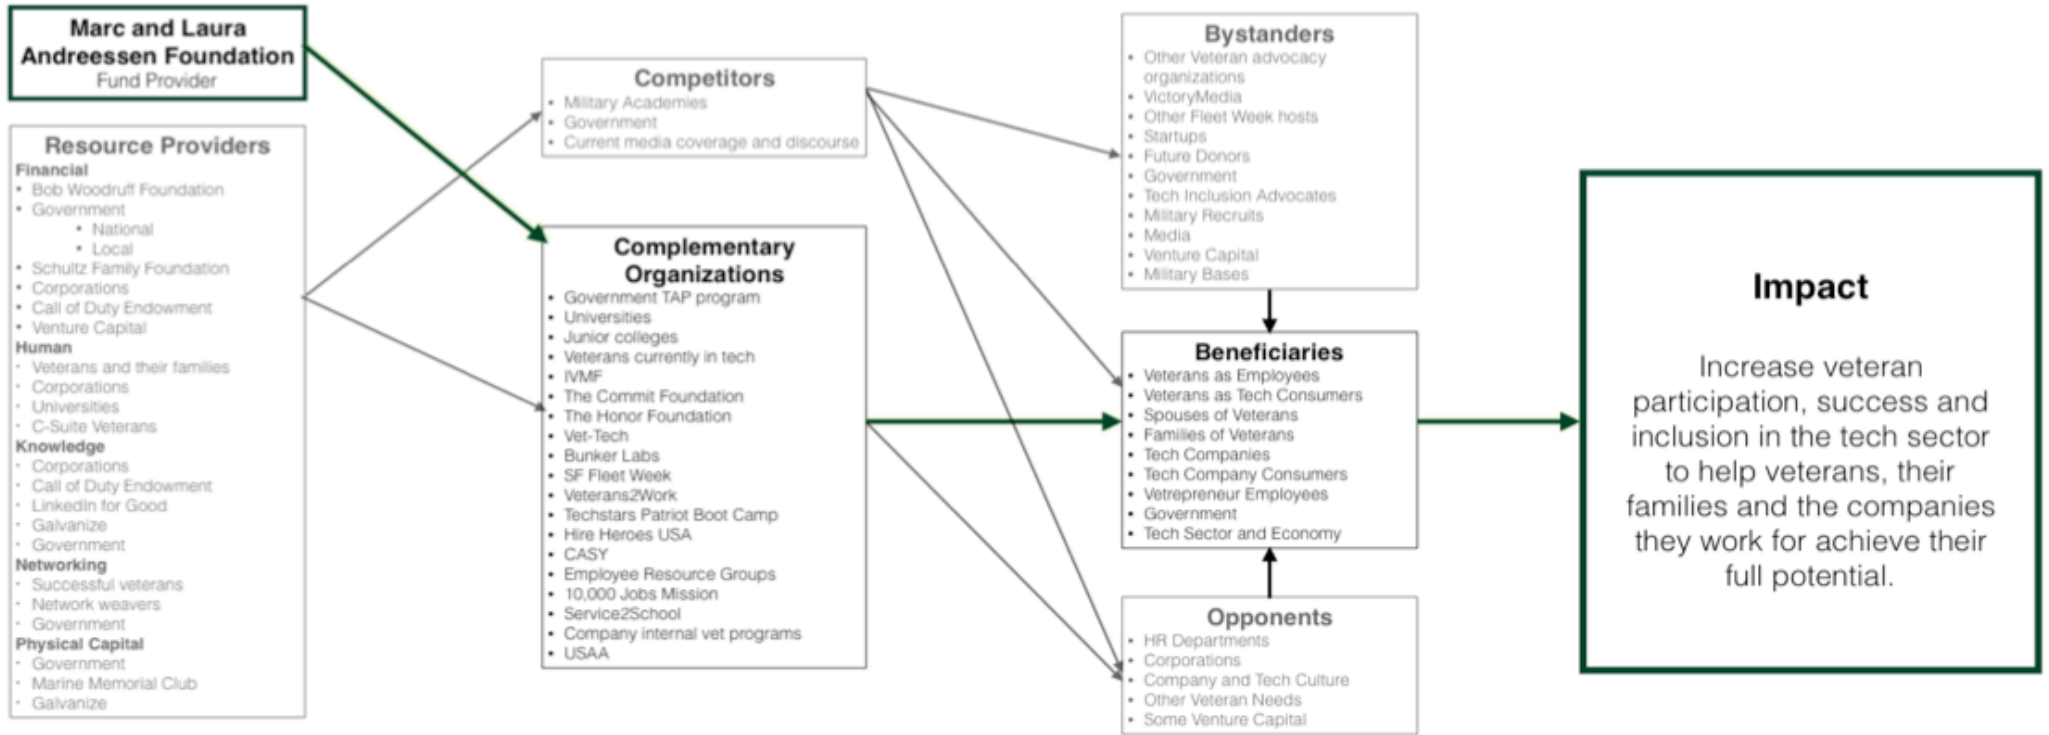 Marc and Laura
Andreessen Foundation
Fund Provider
Resource Providers
Financial
• Bob Woodruff Foundation
• Government
• National
• Local
• Schultz Family Foundation
• Corporations
• Call of Duty Endowment
• Venture Capital
Human
• Veterans and their families
• Corporations
• Universities
• C-Suite Veterans
Knowledge
• Corporations
• Call of Duty Endowment
• LinkedIn for Good
• Galvanize
• Government
Networking
• Successful veterans
• Network weavers
• Government
Physical Capital
• Government
• Marine Memorial Club
• Galvanize
Competitors
• Military Academies
• Government
• Current media coverage and discourse
Complementary
Organizations
• Government TAP program
• Universities
• Junior colleges
• Veterans currently in tech
• IVMF
• The Commit Foundation
• The Honor Foundation
• Vet-Tech
• Bunker Labs
• SF Fleet Week
• Veterans2Work
• Techstars Patriot Boot Camp
• Hire Heroes USA
• CASY
• Employee Resource Groups
• 10,000 Jobs Mission
• Service2School
• Company internal vet programs
• USAA
Bystanders
• Other Veteran advocacy
organizations
• VictoryMedia
• Other Fleet Week hosts
• Startups
• Future Donors
• Government
• Tech Inclusion Advocates
• Military Recruits
• Media
• Venture Capital
• Military Bases
Beneficiaries
• Veterans as Employees
• Veterans as Tech Consumers
• Spouses of Veterans
• Families of Veterans
• Tech Companies
• Tech Company Consumers
• Vetrepreneur Employees
• Government
• Tech Sector and Economy
Opponents
• HR Departments
• Corporations
• Company and Tech Culture
• Other Veteran Needs
• Some Venture Capital
Impact
Increase veteran
participation, success and
inclusion in the tech sector
to help veterans, their
families and the companies
they work for achieve their
full potential.